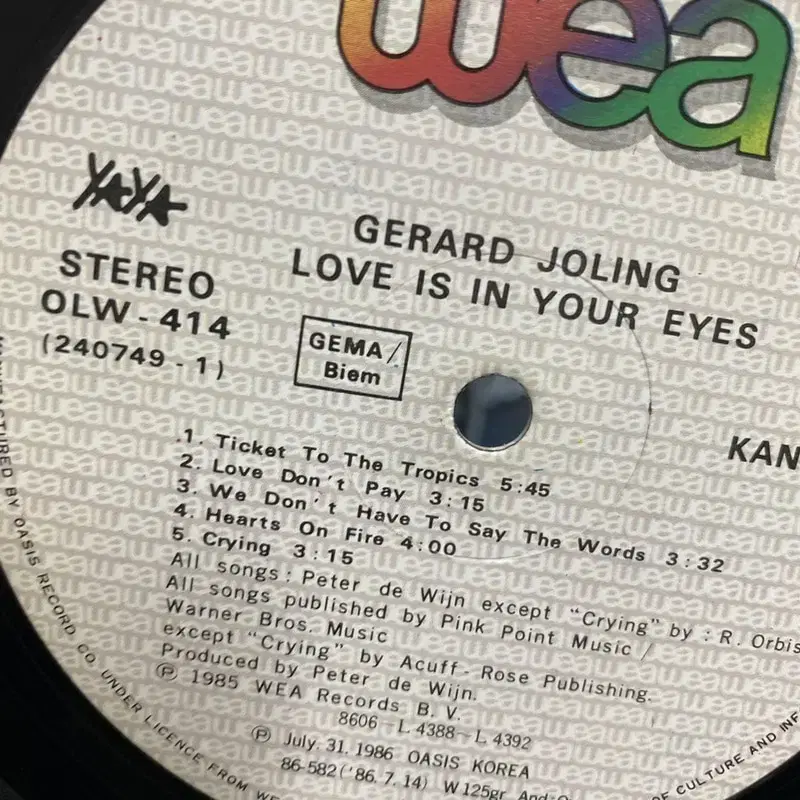 wea
YAYA
GERARD JOLING
LOVE IS IN YOUR EYES
STEREO
OLW - 414
(240749 - 1)
GEMA/
Biem
KAN
1. Ticket To The Tropics 5:45
2. Love Don't Pay 3:15
3. We Don't Have To Say The Words 3:32
4. Hearts On Fire 4:00
5. Crying 3:15
All songs: Peter de Wijn except "Crying" by : R. Orbis
All songs published by Pink Point Music /
Warner Bros. Music
except "Crying" by Acuff-Rose Publishing.
Produced by Peter de Wijn.
Ⓟ 1985 WEA Records B. V.
8606-L. 4388~L. 4392
Ⓟ July. 31. 1986 OASIS KOREA
86-582('86. 7. 14) W125gr
MANUFACTURED BY OASIS RECORD CO. UNDER LICENCE FROM WE
OF CULTURE AND INF